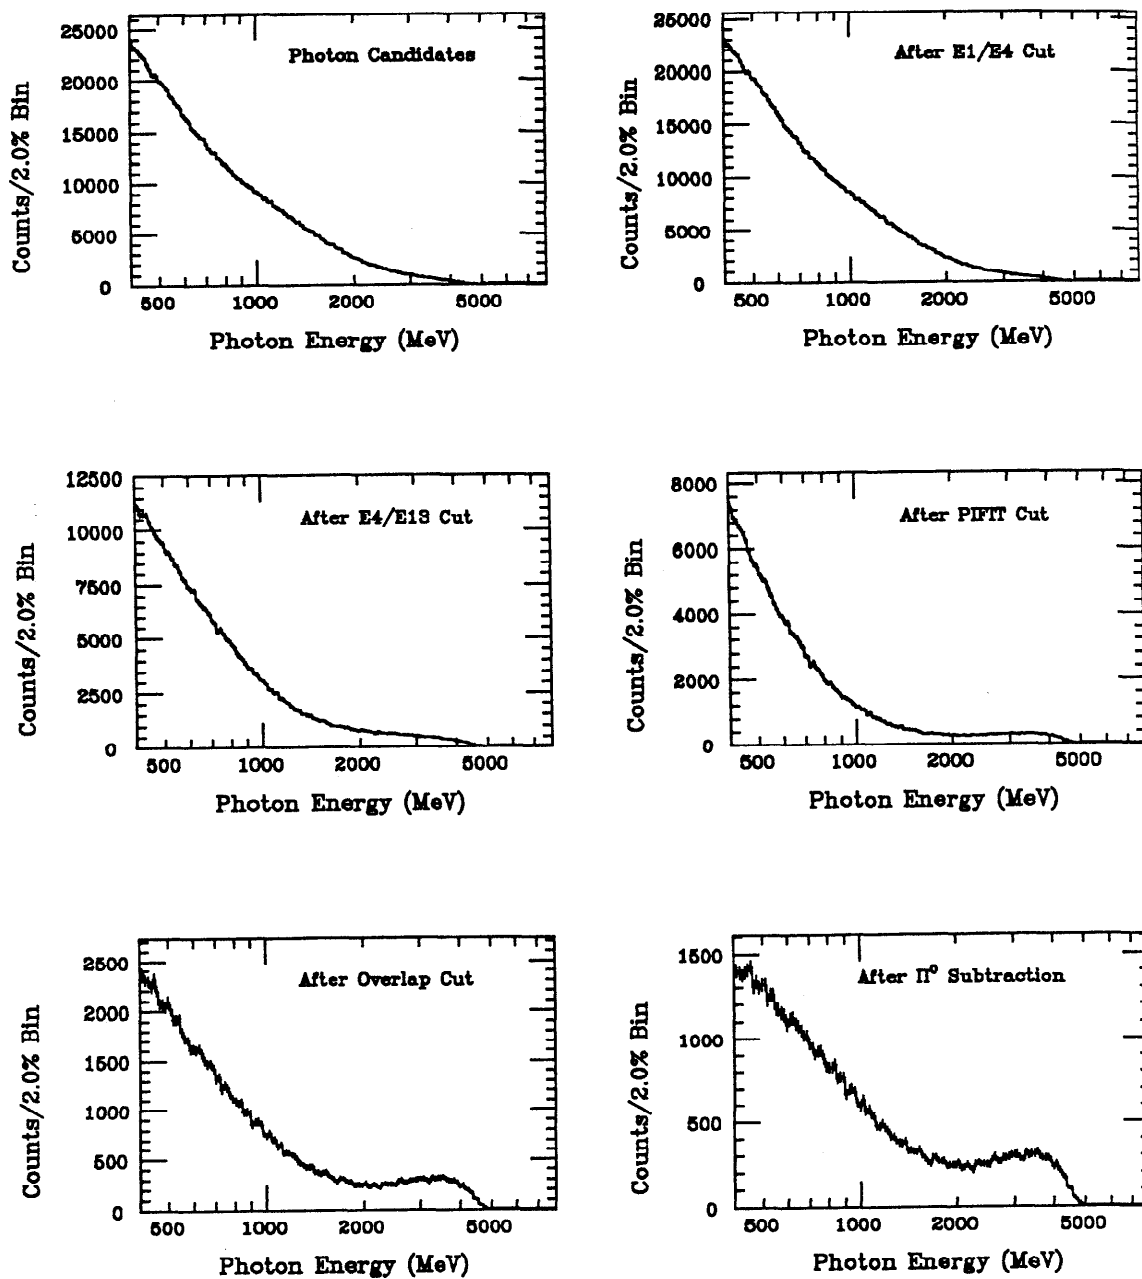 Photon Candidates
Counts/2.0% Bin
25000
20000
15000
10000
5000
0
500 1000 2000 5000
Photon Energy (MeV)
After E1/E4 Cut
Counts/2.0% Bin
25000
20000
15000
10000
5000
0
500 1000 2000 5000
Photon Energy (MeV)
After E4/E13 Cut
Counts/2.0% Bin
12500
10000
7500
5000
2500
0
500 1000 2000 5000
Photon Energy (MeV)
After PIFIT Cut
Counts/2.0% Bin
8000
6000
4000
2000
0
500 1000 2000 5000
Photon Energy (MeV)
After Overlap Cut
Counts/2.0% Bin
2500
2000
1500
1000
500
0
500 1000 2000 5000
Photon Energy (MeV)
After Π⁰ Subtraction
Counts/2.0% Bin
1500
1000
500
0
500 1000 2000 5000
Photon Energy (MeV)